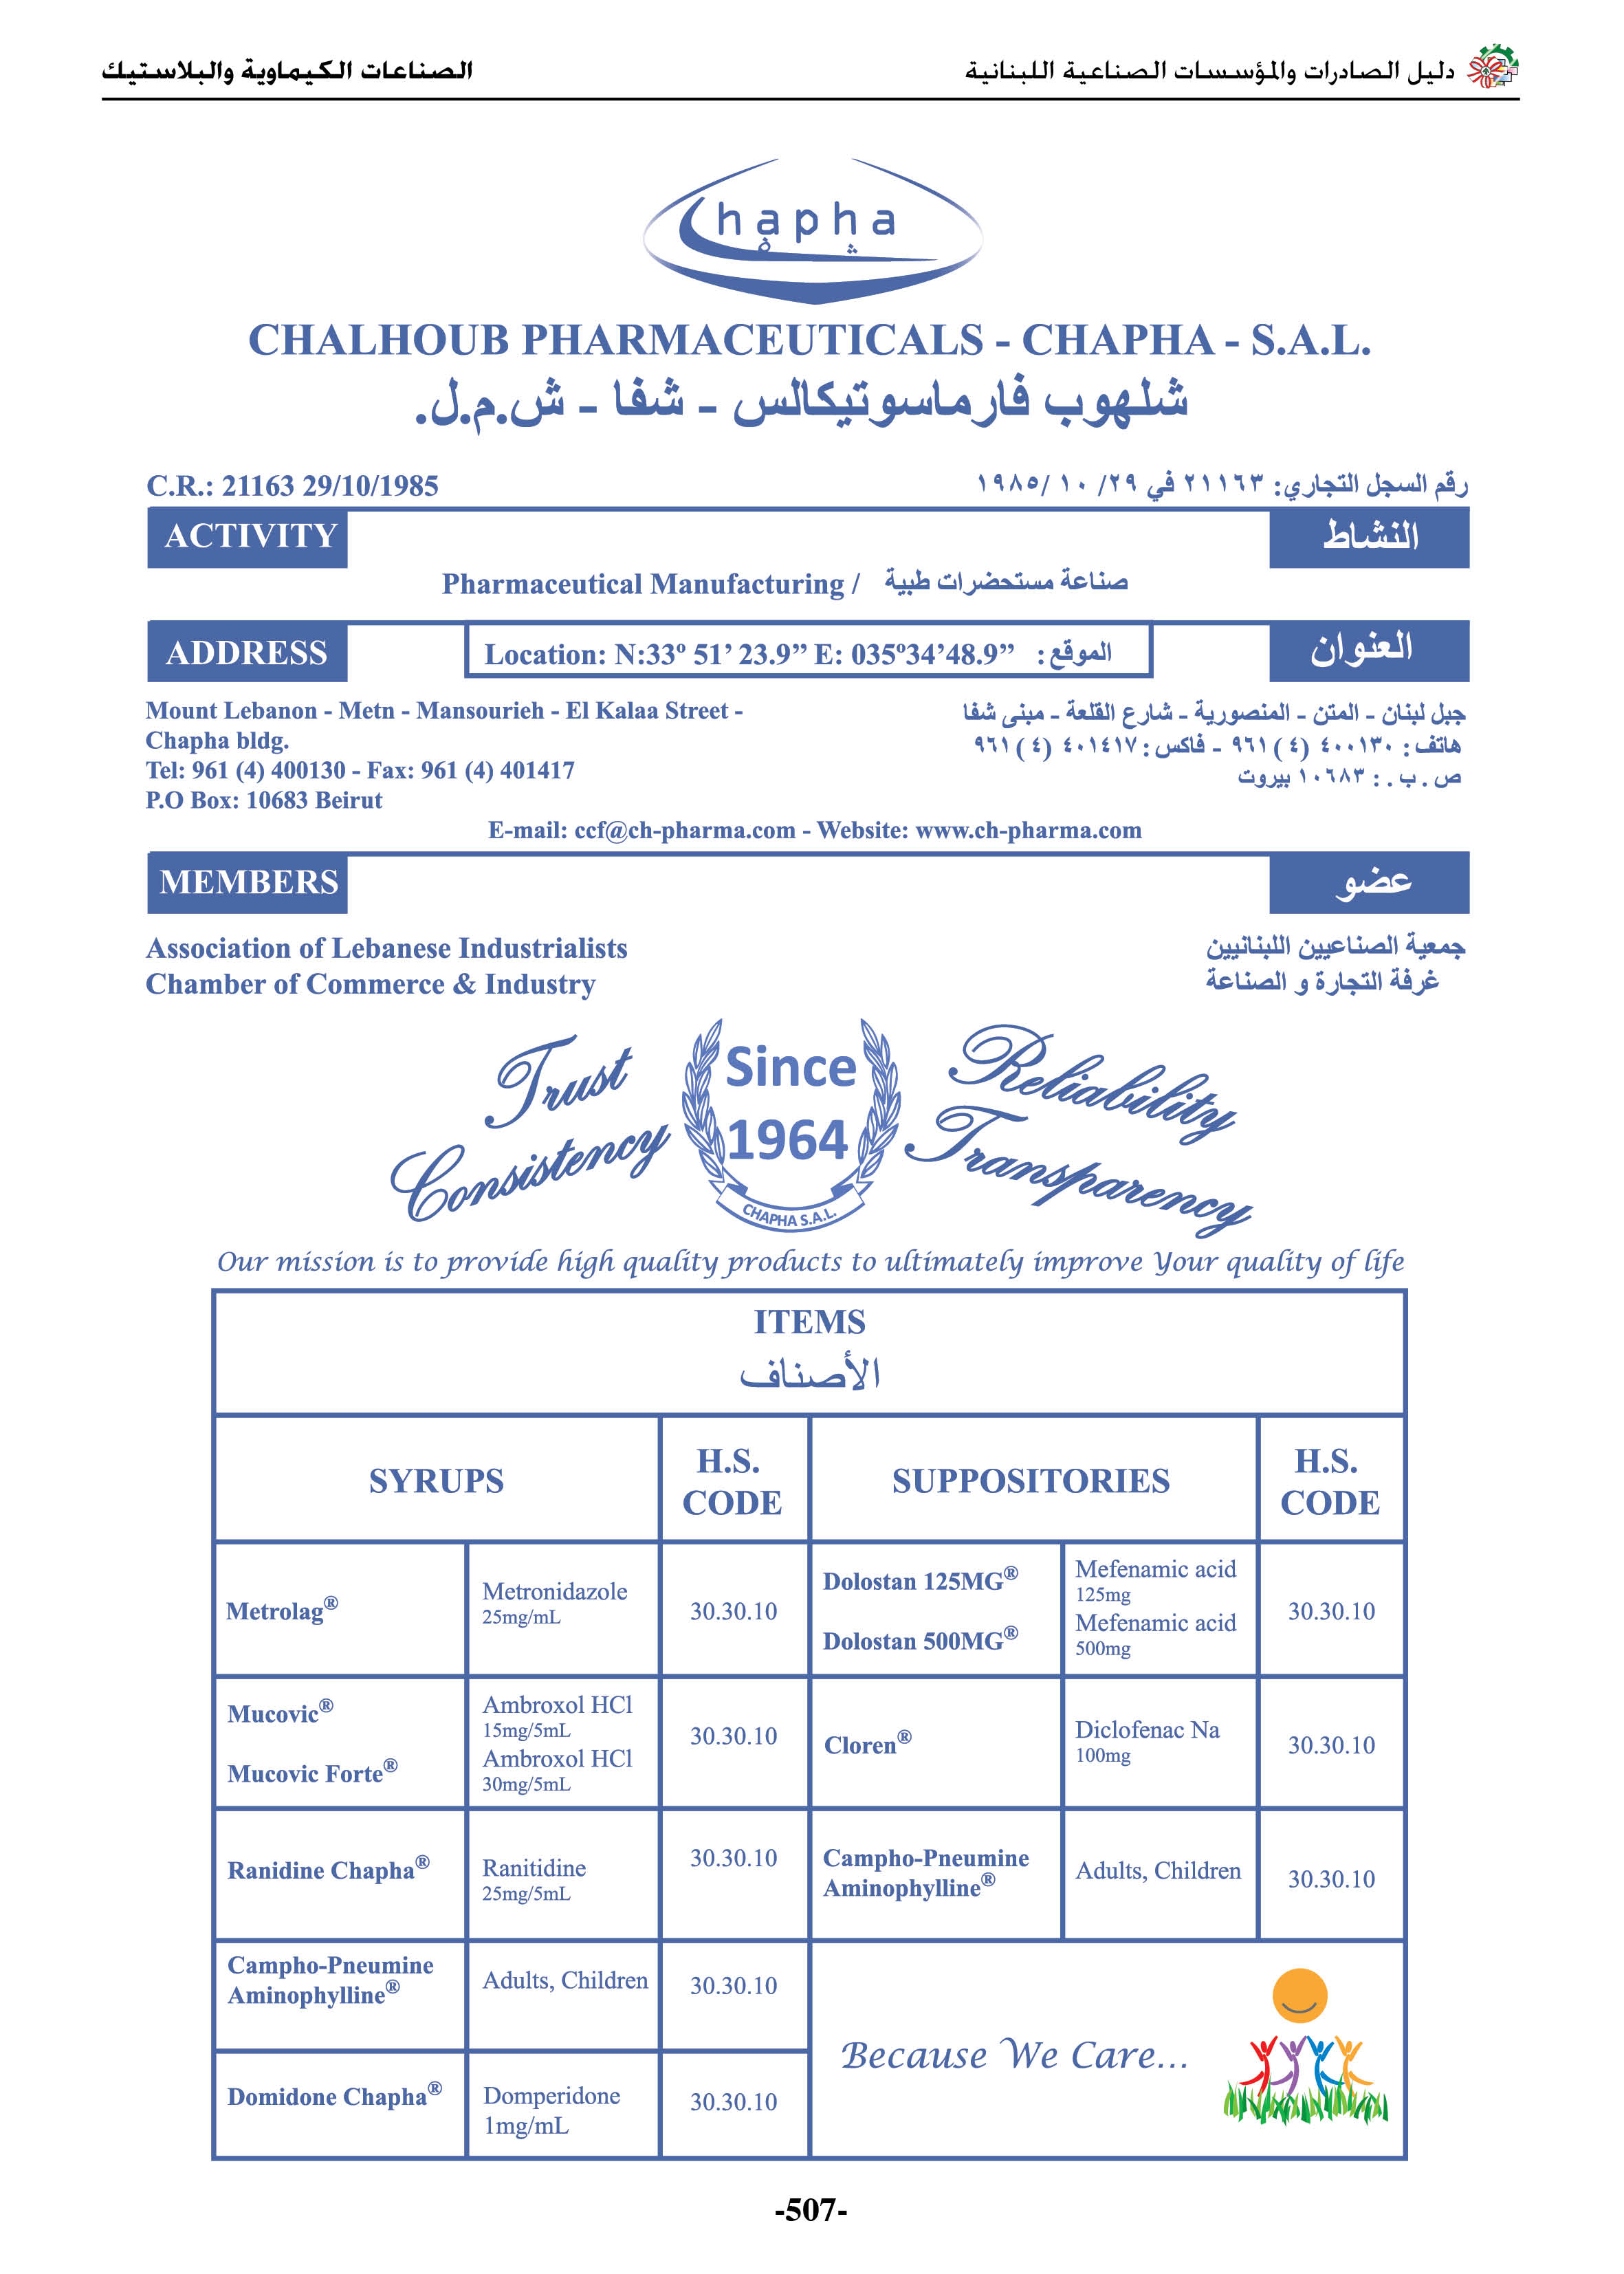 دليل الصادرات والمؤسسات الصناعية اللبنانية
الصناعات الكيماوية والبلاستيك
Chapha
شفا
CHALHOUB PHARMACEUTICALS - CHAPHA - S.A.L.
شلهوب فارماسوتيكالس - شفا - ش.م.ل.
C.R.: 21163 29/10/1985
رقم السجل التجاري: ٢١١٦٣ في ٢٩/ ١٠ /١٩٨٥
ACTIVITY
النشاط
Pharmaceutical Manufacturing / صناعة مستحضرات طبية
ADDRESS
Location: N:33º 51’ 23.9” E: 035º34’48.9” الموقع:
العنوان
Mount Lebanon - Metn - Mansourieh - El Kalaa Street -
Chapha bldg.
Tel: 961 (4) 400130 - Fax: 961 (4) 401417
P.O Box: 10683 Beirut
جبل لبنان - المتن - المنصورية - شارع القلعة - مبنى شفا
هاتف: ٤٠٠١٣٠ (٤) ٩٦١ - فاكس: ٤٠١٤١٧ (٤) ٩٦١
ص . ب . : ١٠٦٨٣ بيروت
E-mail: ccf@ch-pharma.com - Website: www.ch-pharma.com
MEMBERS
عضو
Association of Lebanese Industrialists
Chamber of Commerce & Industry
جمعية الصناعيين اللبنانيين
غرفة التجارة و الصناعة
Trust
Consistency
Since
1964
CHAPHA S.A.L.
Reliability
Transparency
Our mission is to provide high quality products to ultimately improve Your quality of life
ITEMS
الأصناف
SYRUPS
H.S.
CODE
SUPPOSITORIES
H.S.
CODE
Metrolag®
Metronidazole
25mg/mL
30.30.10
Dolostan 125MG®
Dolostan 500MG®
Mefenamic acid
125mg
Mefenamic acid
500mg
30.30.10
Mucovic®
Mucovic Forte®
Ambroxol HCl
15mg/5mL
Ambroxol HCl
30mg/5mL
30.30.10
Cloren®
Diclofenac Na
100mg
30.30.10
Ranidine Chapha®
Ranitidine
25mg/5mL
30.30.10
Campho-Pneumine
Aminophylline®
Adults, Children
30.30.10
Campho-Pneumine
Aminophylline®
Adults, Children
30.30.10
Because We Care...
Domidone Chapha®
Domperidone
1mg/mL
30.30.10
-507-